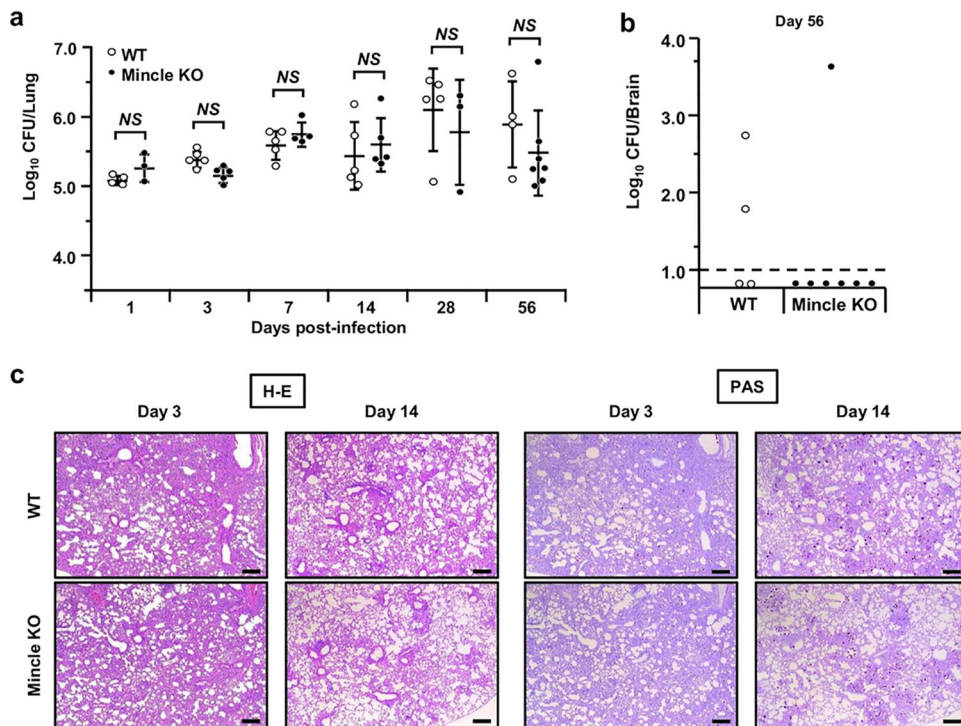 a
WT
Mincle KO
Log10 CFU/Lung
7.0
6.0
5.0
4.0
NS
NS
NS
NS
NS
NS
1
3
7
14
28
56
Days post-infection
b
Day 56
Log10 CFU/Brain
4.0
3.0
2.0
1.0
WT
Mincle KO
c
H-E
PAS
Day 3
Day 14
Day 3
Day 14
WT
Mincle KO